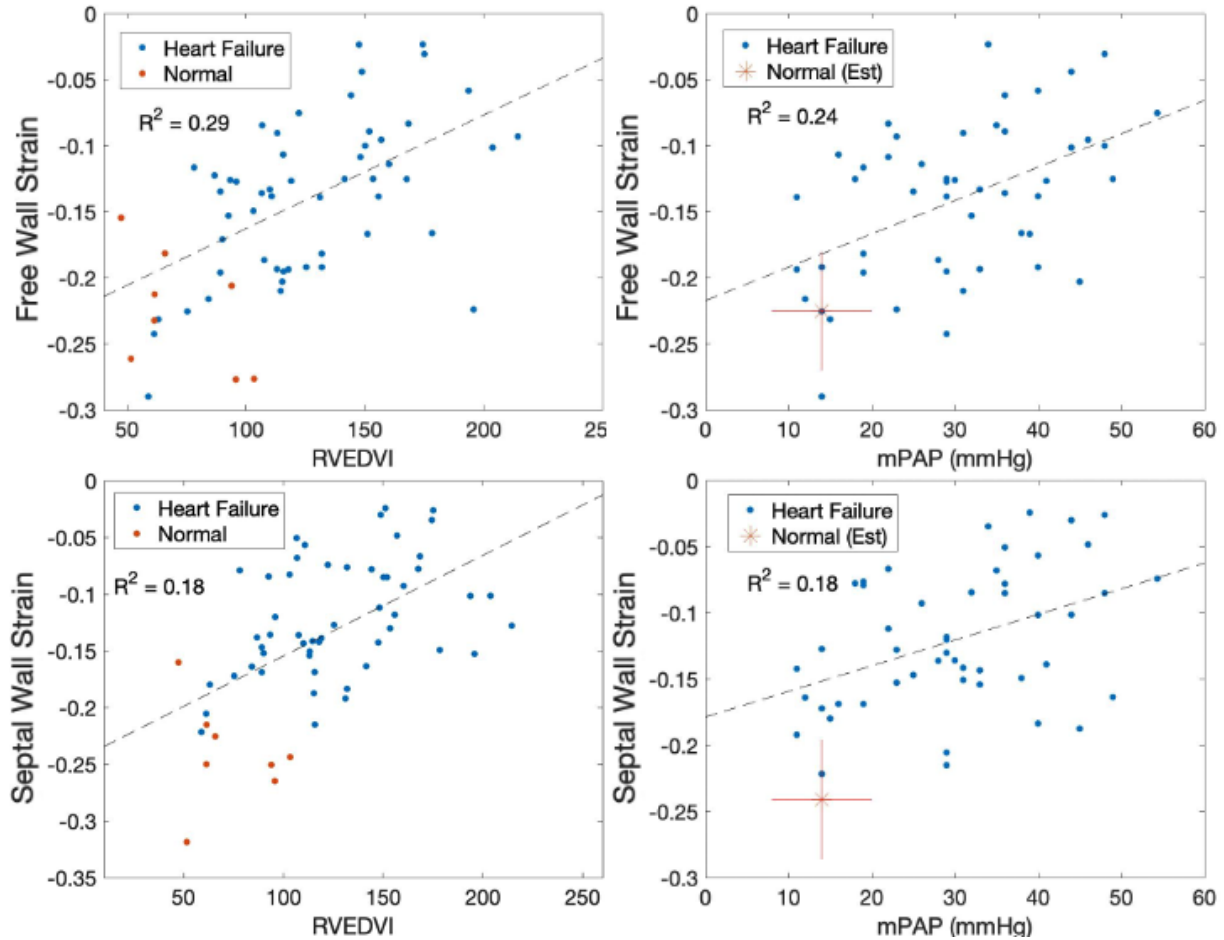 0
-0.05
-0.1
-0.15
-0.2
-0.25
-0.3
Free Wall Strain
Heart Failure
Normal
R² = 0.29
50 100 150 200 25
RVEDVI
0
-0.05
-0.1
-0.15
-0.2
-0.25
-0.3
Free Wall Strain
Heart Failure
Normal (Est)
R² = 0.24
0 10 20 30 40 50 60
mPAP (mmHg)
0
-0.05
-0.1
-0.15
-0.2
-0.25
-0.3
-0.35
Septal Wall Strain
Heart Failure
Normal
R² = 0.18
50 100 150 200 250
RVEDVI
0
-0.05
-0.1
-0.15
-0.2
-0.25
-0.3
Septal Wall Strain
Heart Failure
Normal (Est)
R² = 0.18
0 10 20 30 40 50 60
mPAP (mmHg)